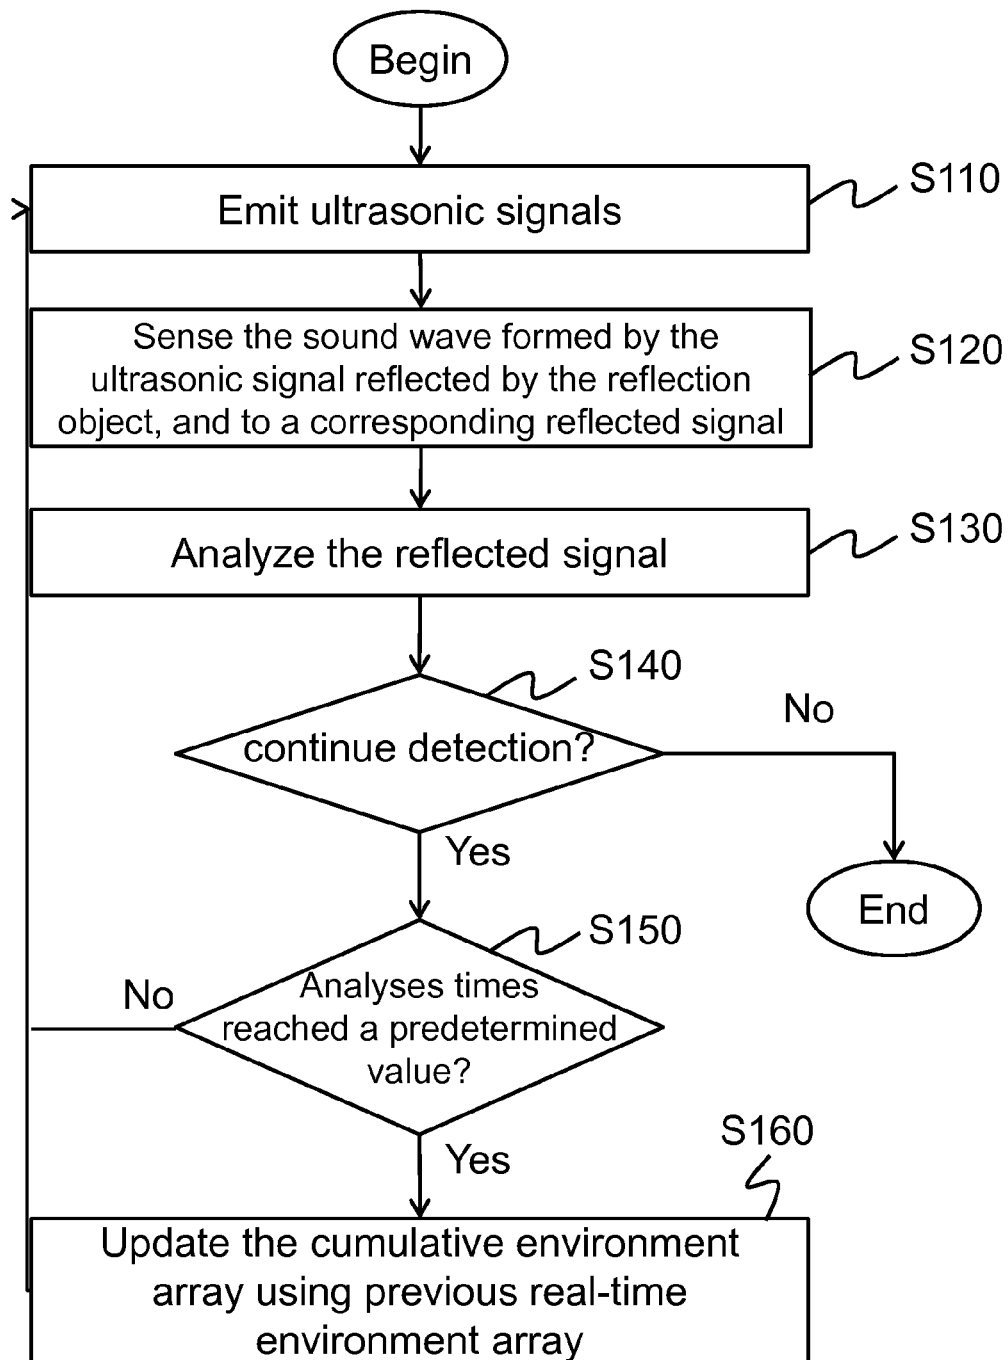 Begin
Emit ultrasonic signals
S110
Sense the sound wave formed by the
ultrasonic signal reflected by the reflection
object, and to a corresponding reflected signal
S120
Analyze the reflected signal
S130
S140
continue detection?
No
Yes
End
S150
Analyses times
reached a predetermined
value?
No
Yes
S160
Update the cumulative environment
array using previous real-time
environment array